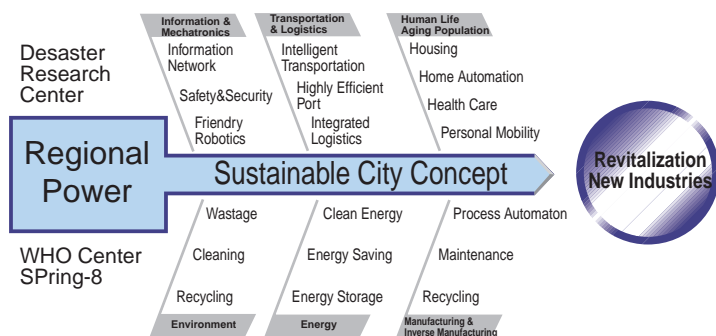 Information &
Mechatronics
Transportation
& Logistics
Human Life
Aging Population
Desaster
Research
Center
Information
Network
Safety&Security
Friendry
Robotics
Intelligent
Transportation
Highly Efficient
Port
Integrated
Logistics
Housing
Home Automation
Health Care
Personal Mobility
Regional
Power
Sustainable City Concept
Revitalization
New Industries
WHO Center
SPring-8
Wastage
Cleaning
Recycling
Environment
Clean Energy
Energy Saving
Energy Storage
Energy
Process Automaton
Maintenance
Recycling
Manufacturing &
Inverse Manufacturing